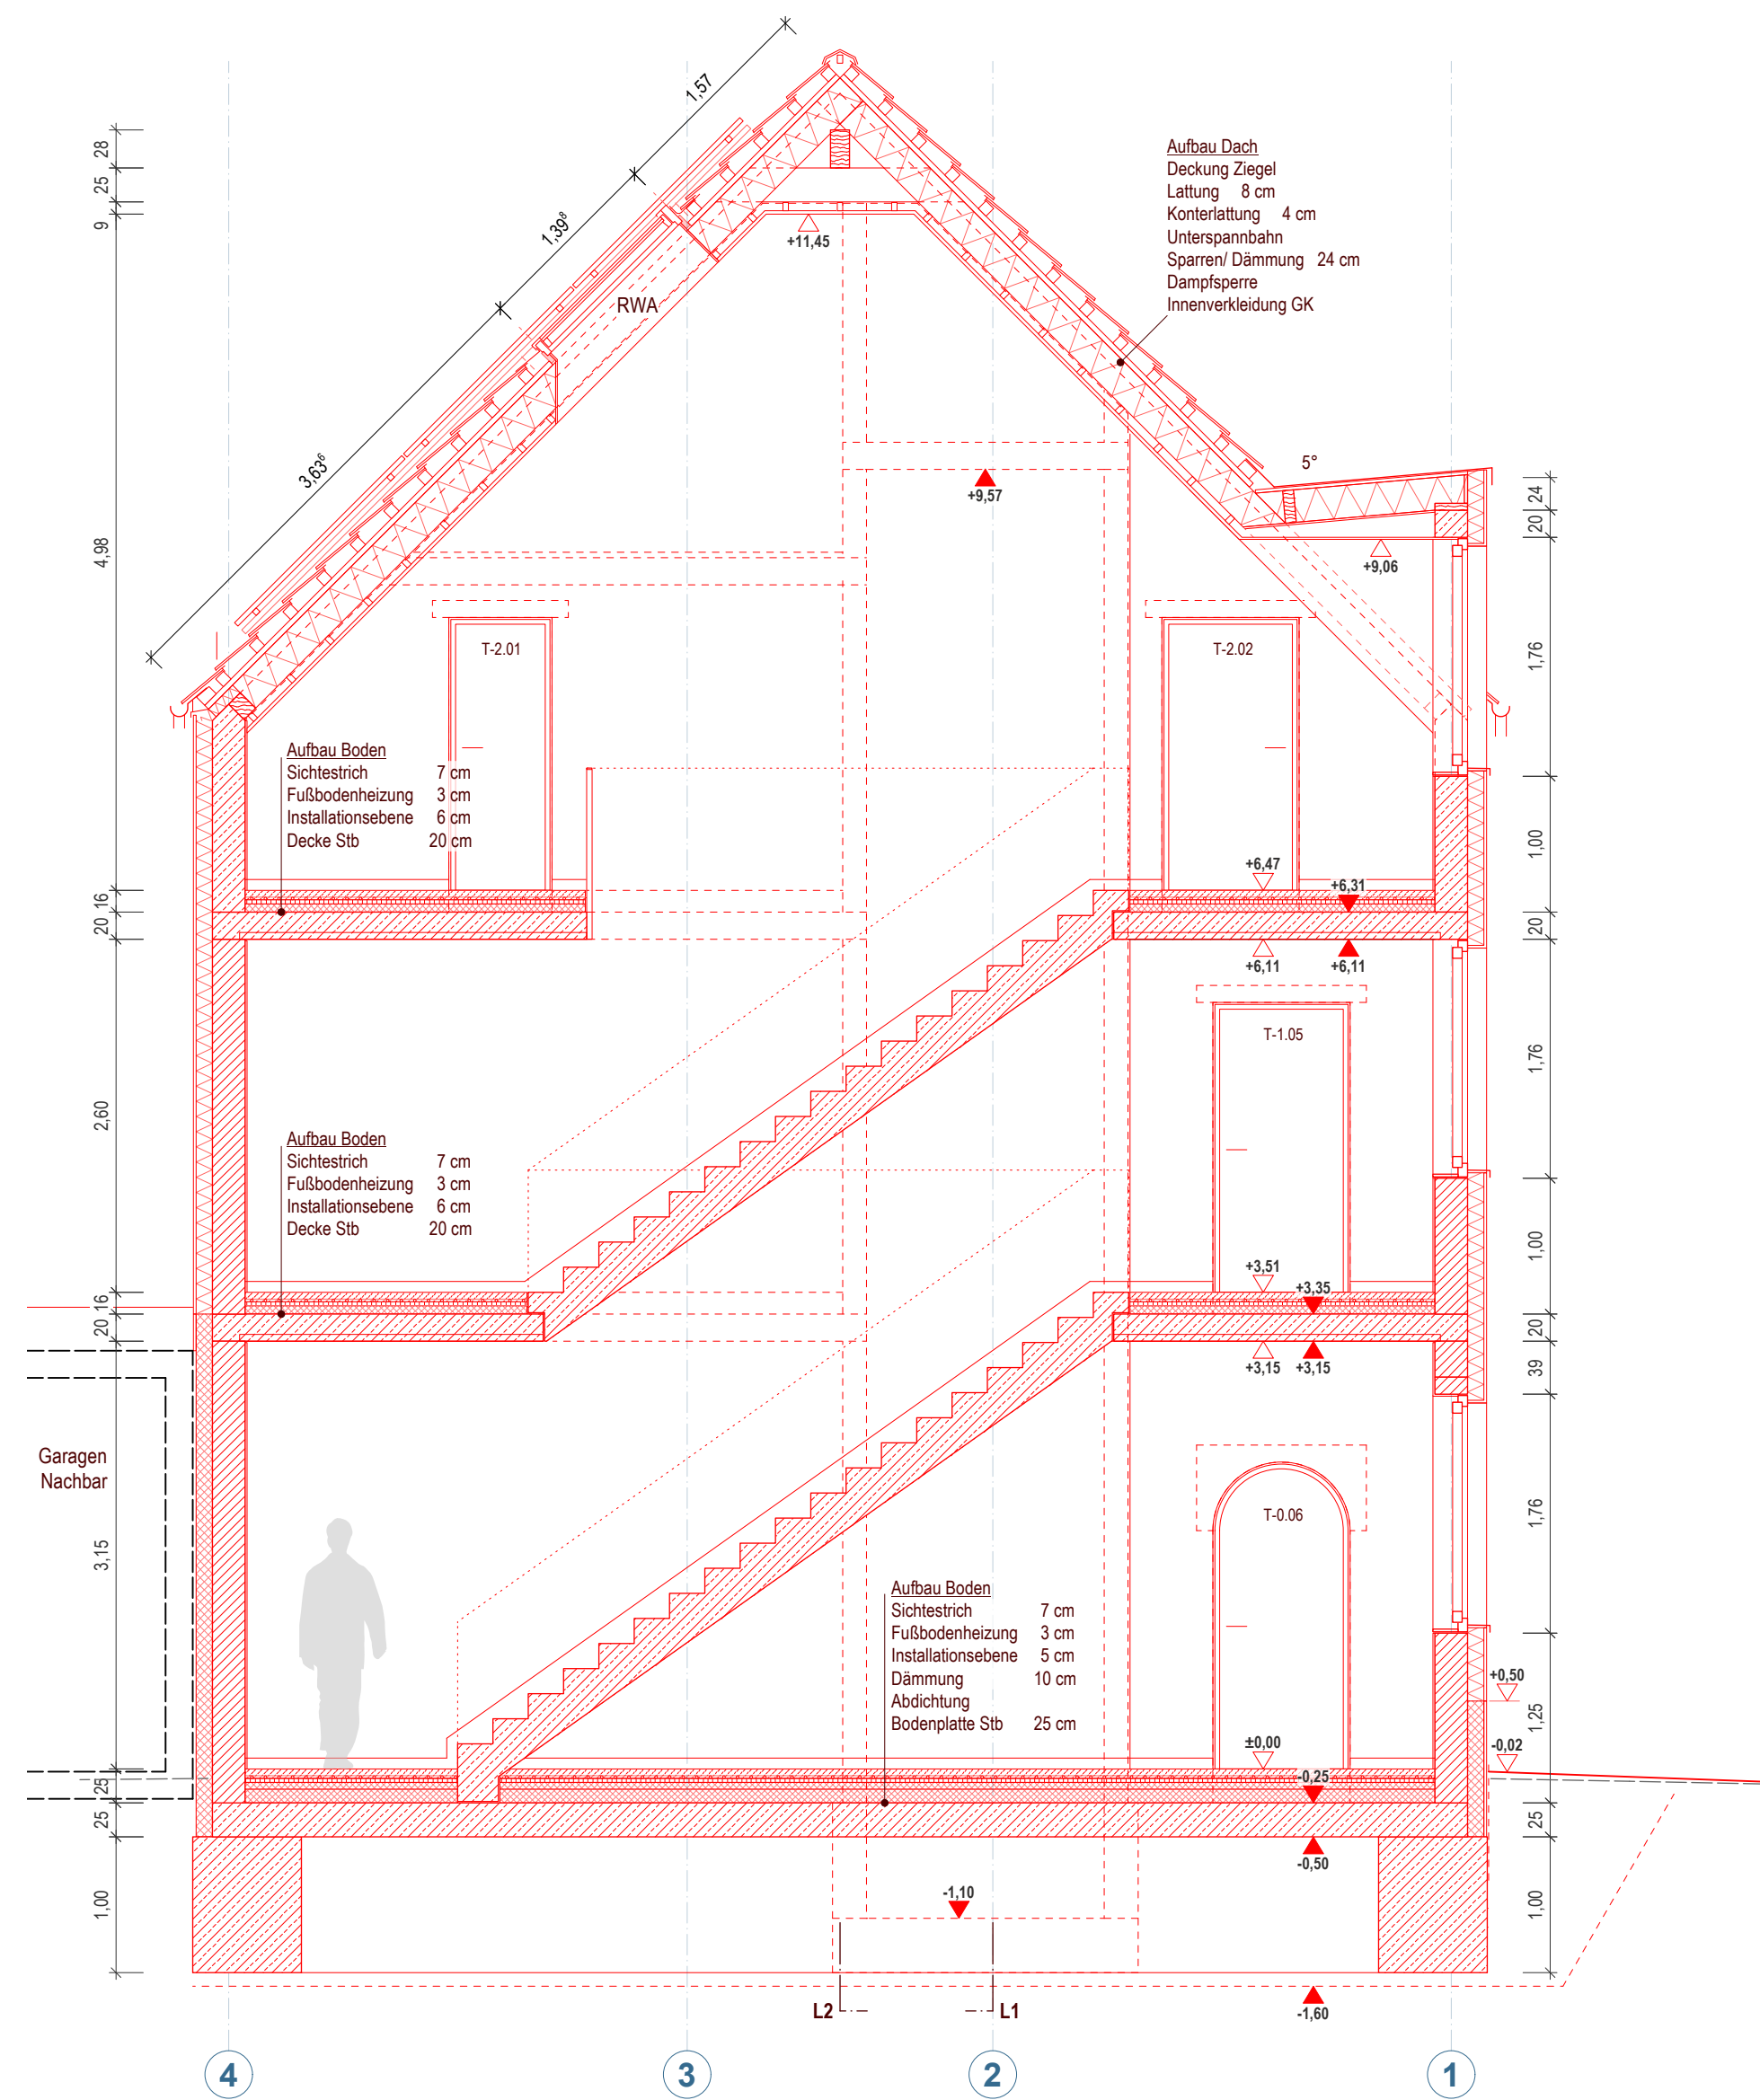 1,57
1,39⁸
3,63⁶
RWA
+11,45
Aufbau Dach
Deckung Ziegel
Lattung 8 cm
Konterlattung 4 cm
Unterspannbahn
Sparren/ Dämmung 24 cm
Dampfsperre
Innenverkleidung GK
5°
+9,57
+9,06
28
25
9
4,98
16
20
2,60
16
20
3,15
25
25
1,00
24
20
1,76
1,00
20
1,76
1,00
20
39
1,76
1,25
25
1,00
T-2.01
T-2.02
Aufbau Boden
Sichtestrich 7 cm
Fußbodenheizung 3 cm
Installationsebene 6 cm
Decke Stb 20 cm
+6,47
+6,31
+6,11
+6,11
T-1.05
Aufbau Boden
Sichtestrich 7 cm
Fußbodenheizung 3 cm
Installationsebene 6 cm
Decke Stb 20 cm
+3,51
+3,35
+3,15
+3,15
Garagen
Nachbar
T-0.06
Aufbau Boden
Sichtestrich 7 cm
Fußbodenheizung 3 cm
Installationsebene 5 cm
Dämmung 10 cm
Abdichtung
Bodenplatte Stb 25 cm
+0,50
-0,02
±0,00
-0,25
-0,50
-1,10
-1,60
L2
L1
4
3
2
1